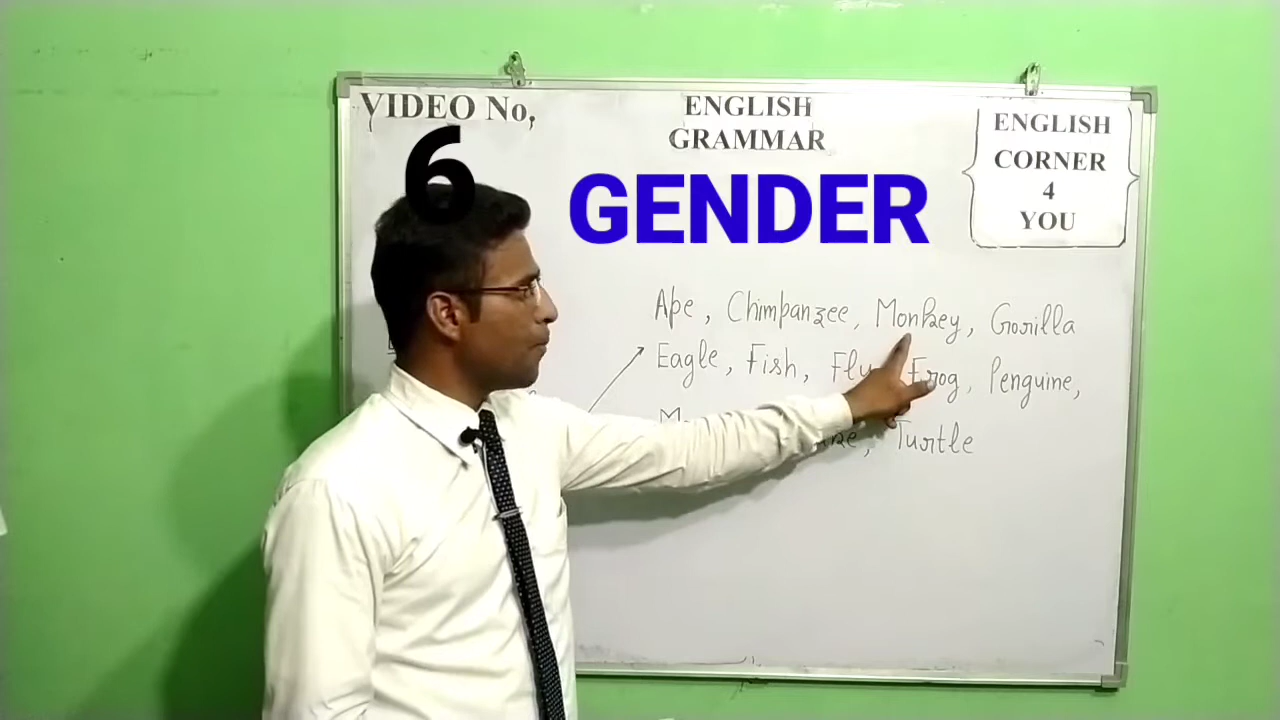 VIDEO No,
6
ENGLISH
GRAMMAR
GENDER
ENGLISH
CORNER
4
YOU
Ape, Chimpanzee, Monkey, Gorilla
Eagle, Fish, Fly, Frog, Penguine,
Turtle